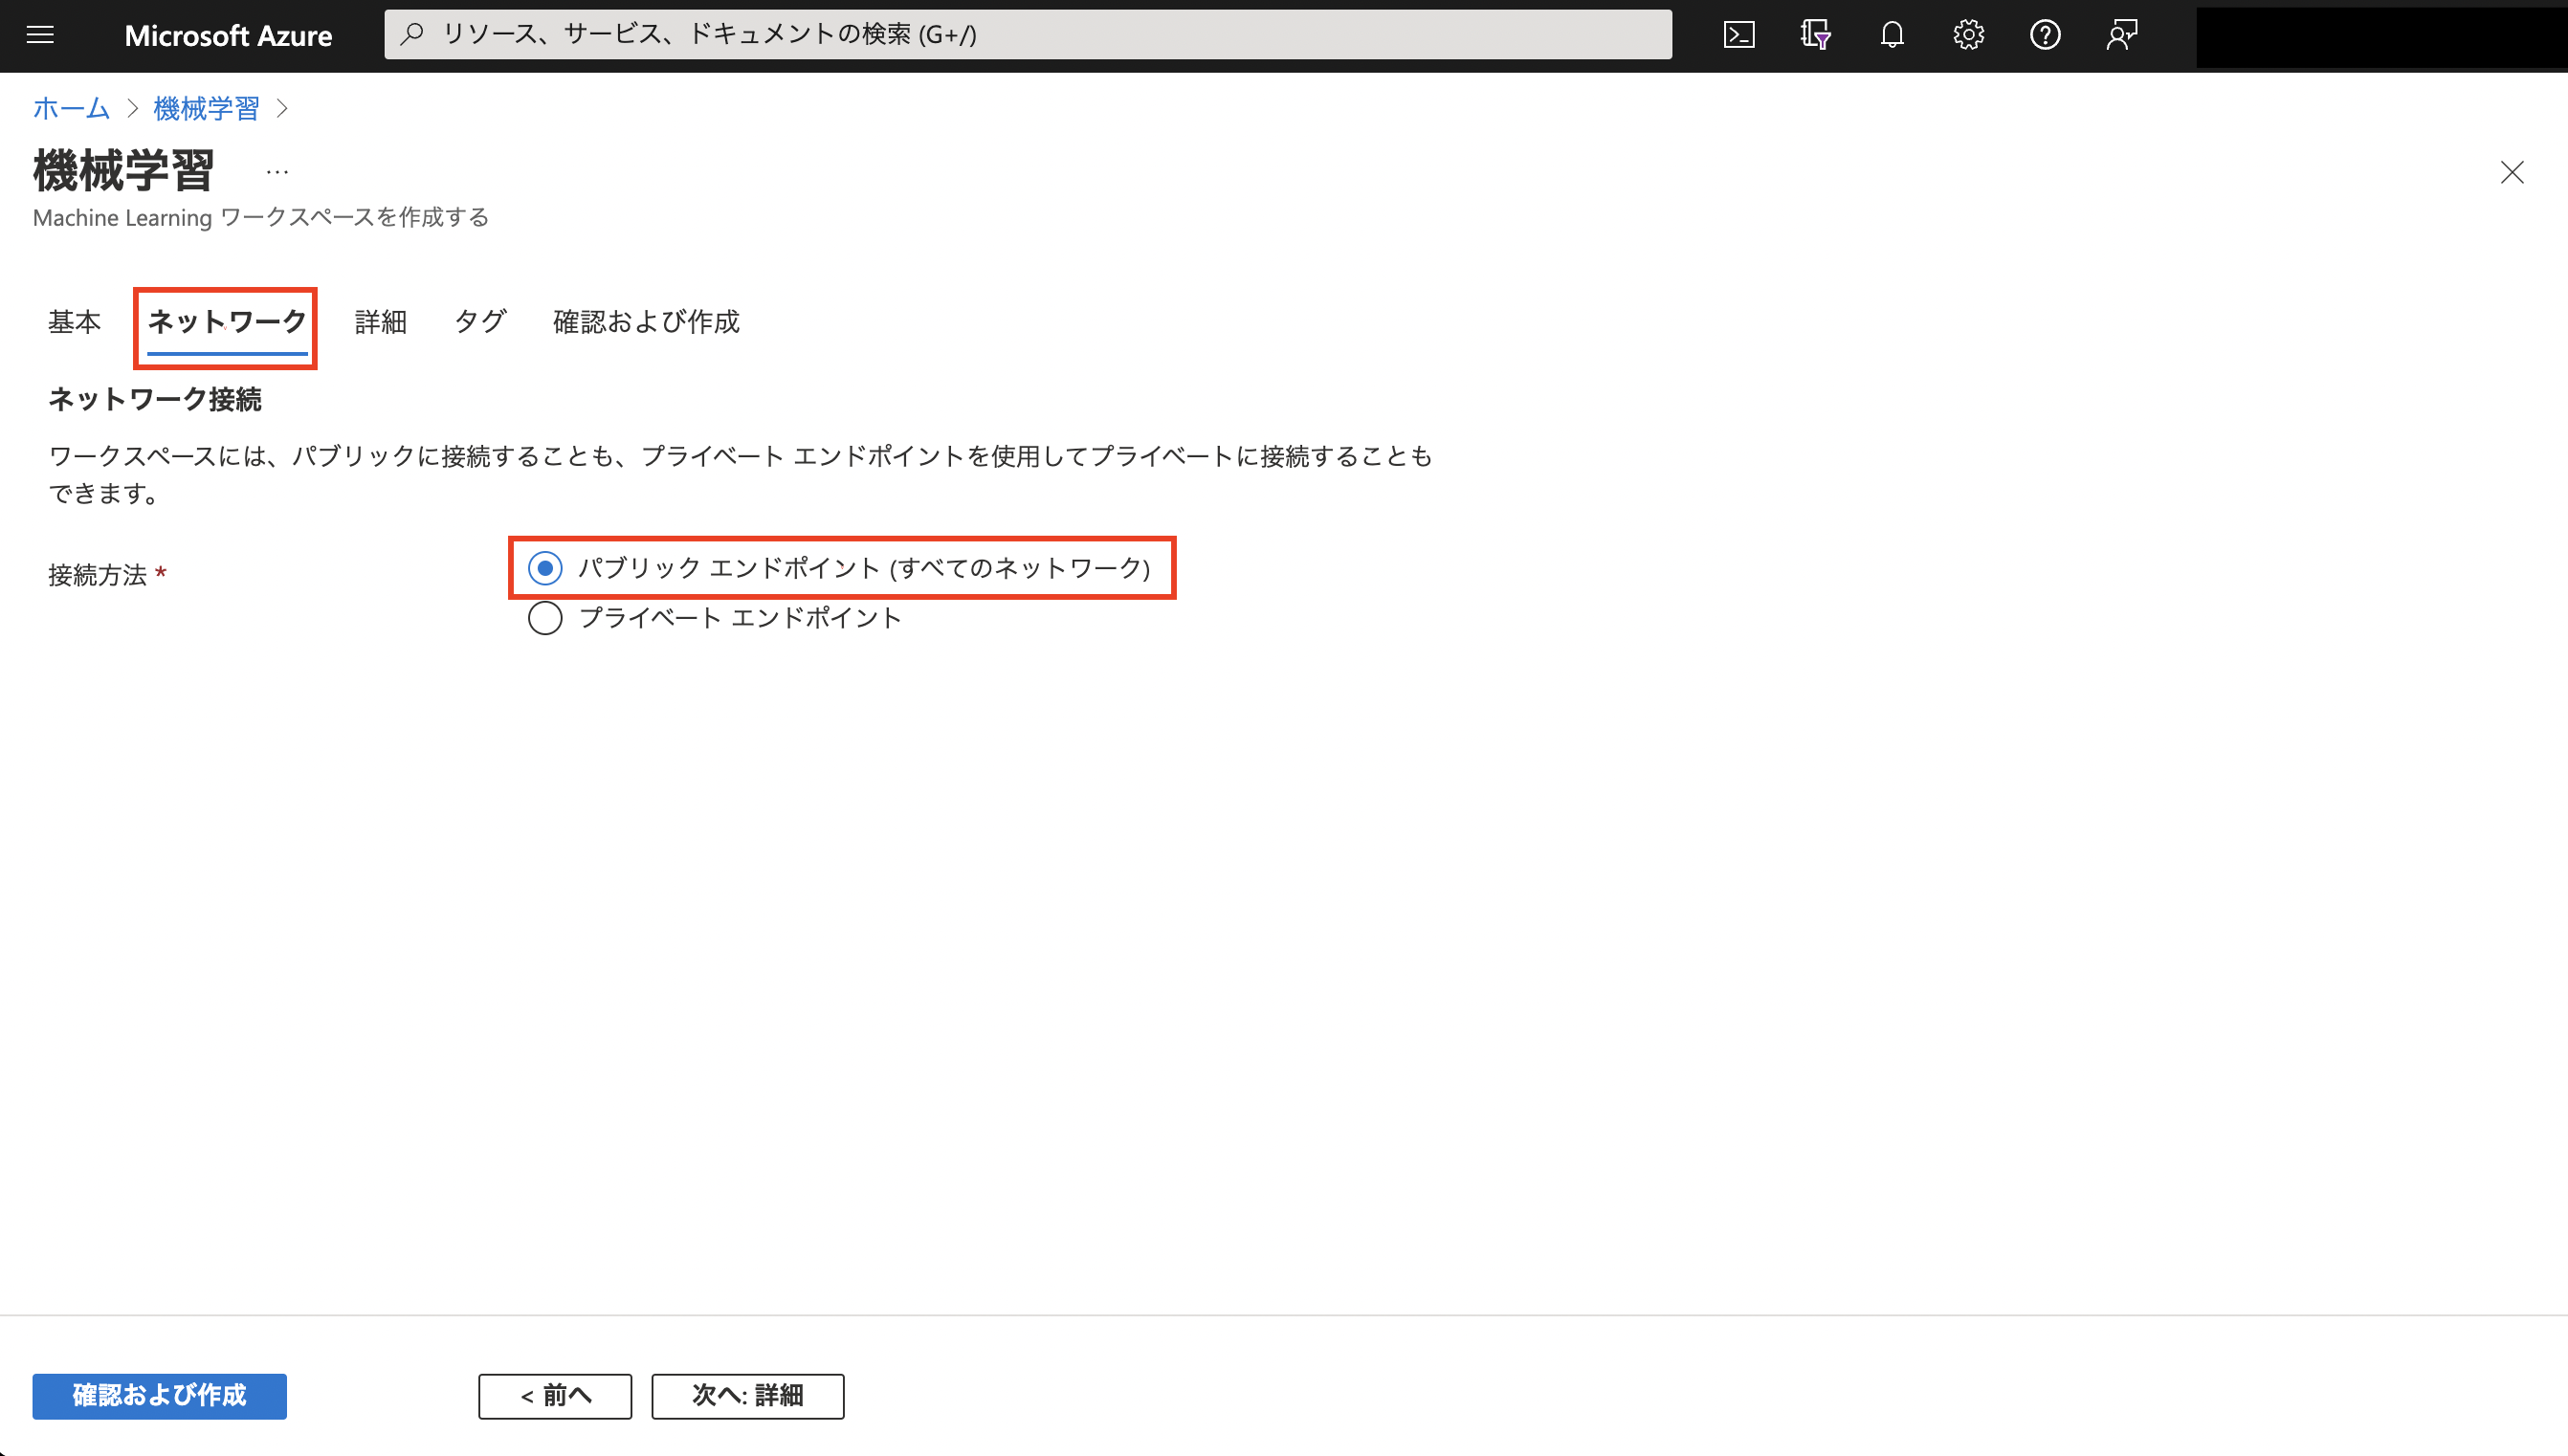 Microsoft Azure
リソース、サービス、ドキュメントの検索 (G+/)
ホーム > 機械学習 >
機械学習 …
Machine Learning ワークスペースを作成する
基本 ネットワーク 詳細 タグ 確認および作成
ネットワーク接続
ワークスペースには、パブリックに接続することも、プライベート エンドポイントを使用してプライベートに接続することも
できます。
接続方法 *
パブリック エンドポイント (すべてのネットワーク)
プライベート エンドポイント
確認および作成 < 前へ 次へ: 詳細